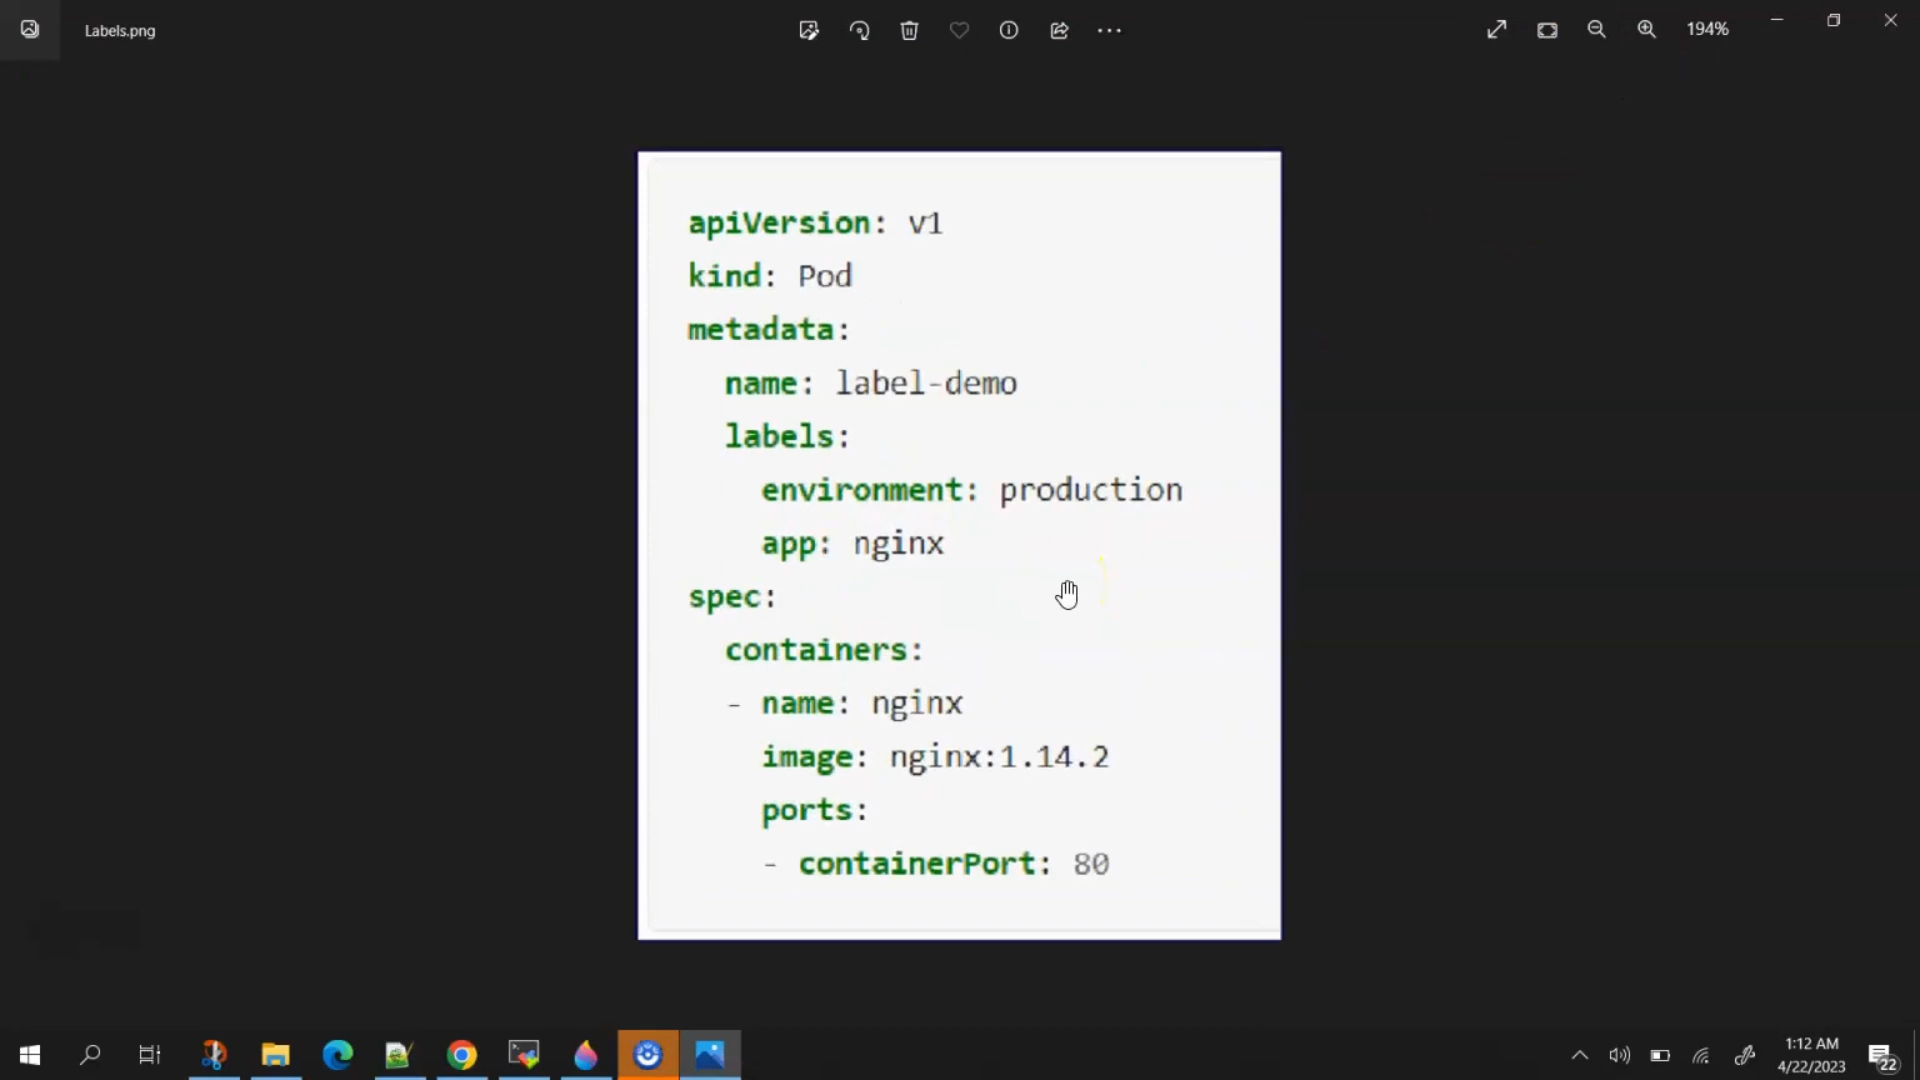 Labels.png
194%
apiVersion: v1
kind: Pod
metadata:
  name: label-demo
  labels:
    environment: production
    app: nginx
spec:
  containers:
  - name: nginx
    image: nginx:1.14.2
    ports:
    - containerPort: 80
1:12 AM
4/22/2023
22